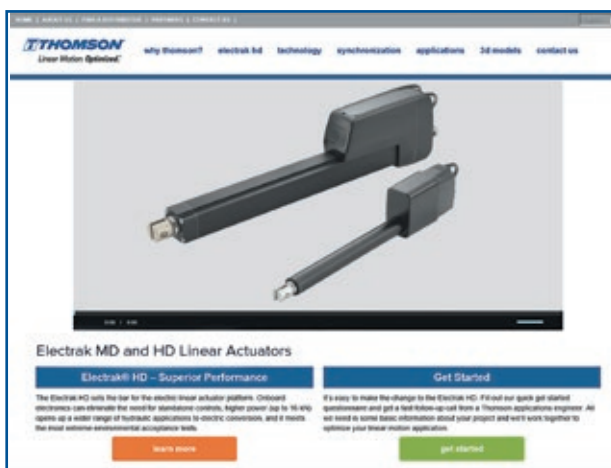 HOME | ABOUT US | FIND A DISTRIBUTOR | PARTNERS | CONTACT US |
THOMSON
Linear Motion. Optimized.
why thomson? electrak hd technology synchronization applications 3d models contact us
0:00 / 0:00
Electrak MD and HD Linear Actuators
Electrak® HD – Superior Performance
The Electrak HD sets the bar for the electric linear actuator platform. Onboard
electronics can eliminate the need for standalone controls, higher power (up to 16 kN)
opens up a wider range of hydraulic applications to electric conversion, and it meets
the most extreme environmental acceptance tests.
learn more
Get Started
It's easy to make the change to the Electrak HD. Fill out our quick get started
questionnaire and get a fast follow-up call from a Thomson applications engineer. All
we need is some basic information about your project and we'll work together to
optimize your linear motion application.
get started